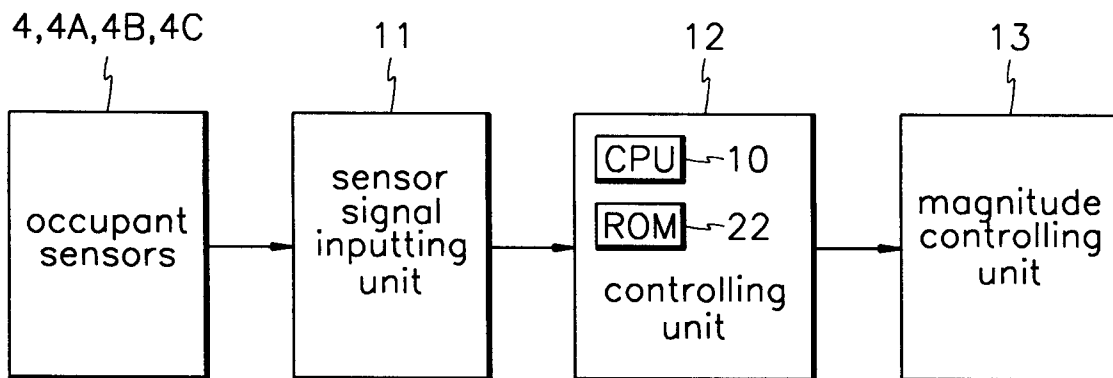 4,4A,4B,4C
11
12
13
occupant
sensors
sensor
signal
inputting
unit
CPU
10
ROM
22
controlling
unit
magnitude
controlling
unit